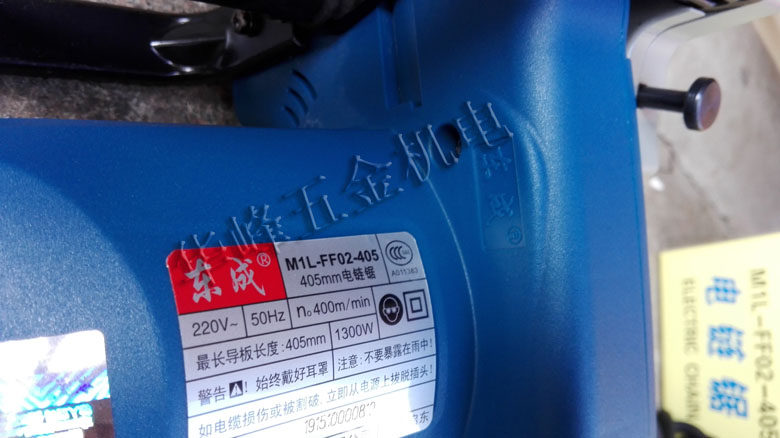 华峰五金机电
东成
东成®
M1L-FF02-405
405mm电链锯
CCC
A011383
220V~ 50Hz n₀400m/min
最长导板长度:405mm 1300W
警告⚠! 始终戴好耳罩 注意:不要暴露在雨中!
如电缆损伤或被割破,立即从电源上拔脱插头!
M1L-FF02-405
电链锯
ELECTRIC CHAIN